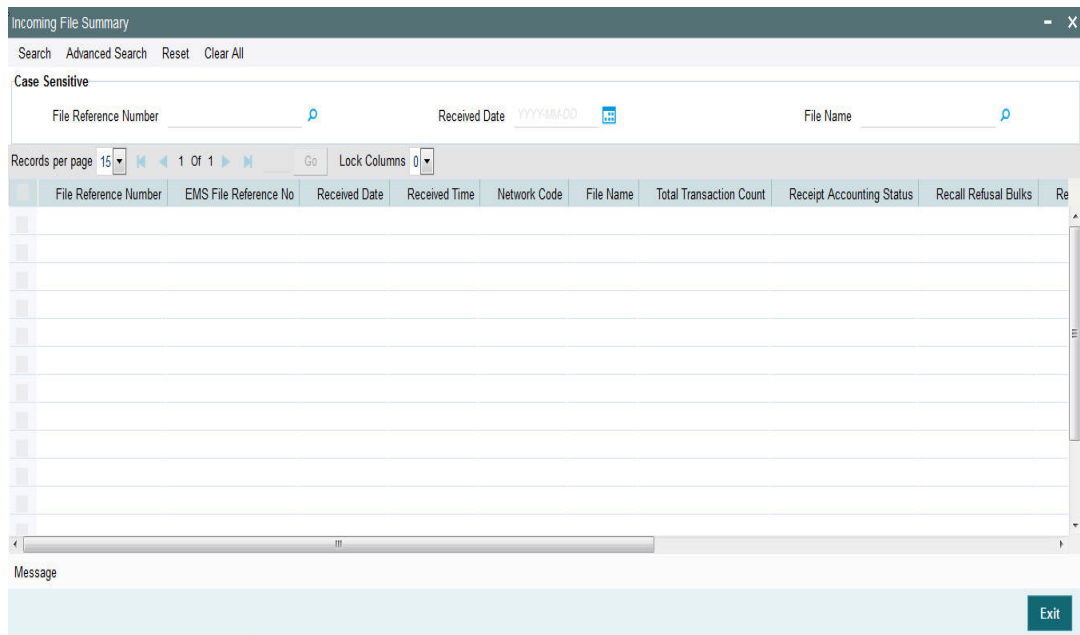 Incoming File Summary
Search Advanced Search Reset Clear All
Case Sensitive
File Reference Number Received Date YYYY-MM-DD File Name
Records per page 15 1 Of 1 Go Lock Columns 0
File Reference Number EMS File Reference No Received Date Received Time Network Code File Name Total Transaction Count Receipt Accounting Status Recall Refusal Bulks Re
Message
Exit